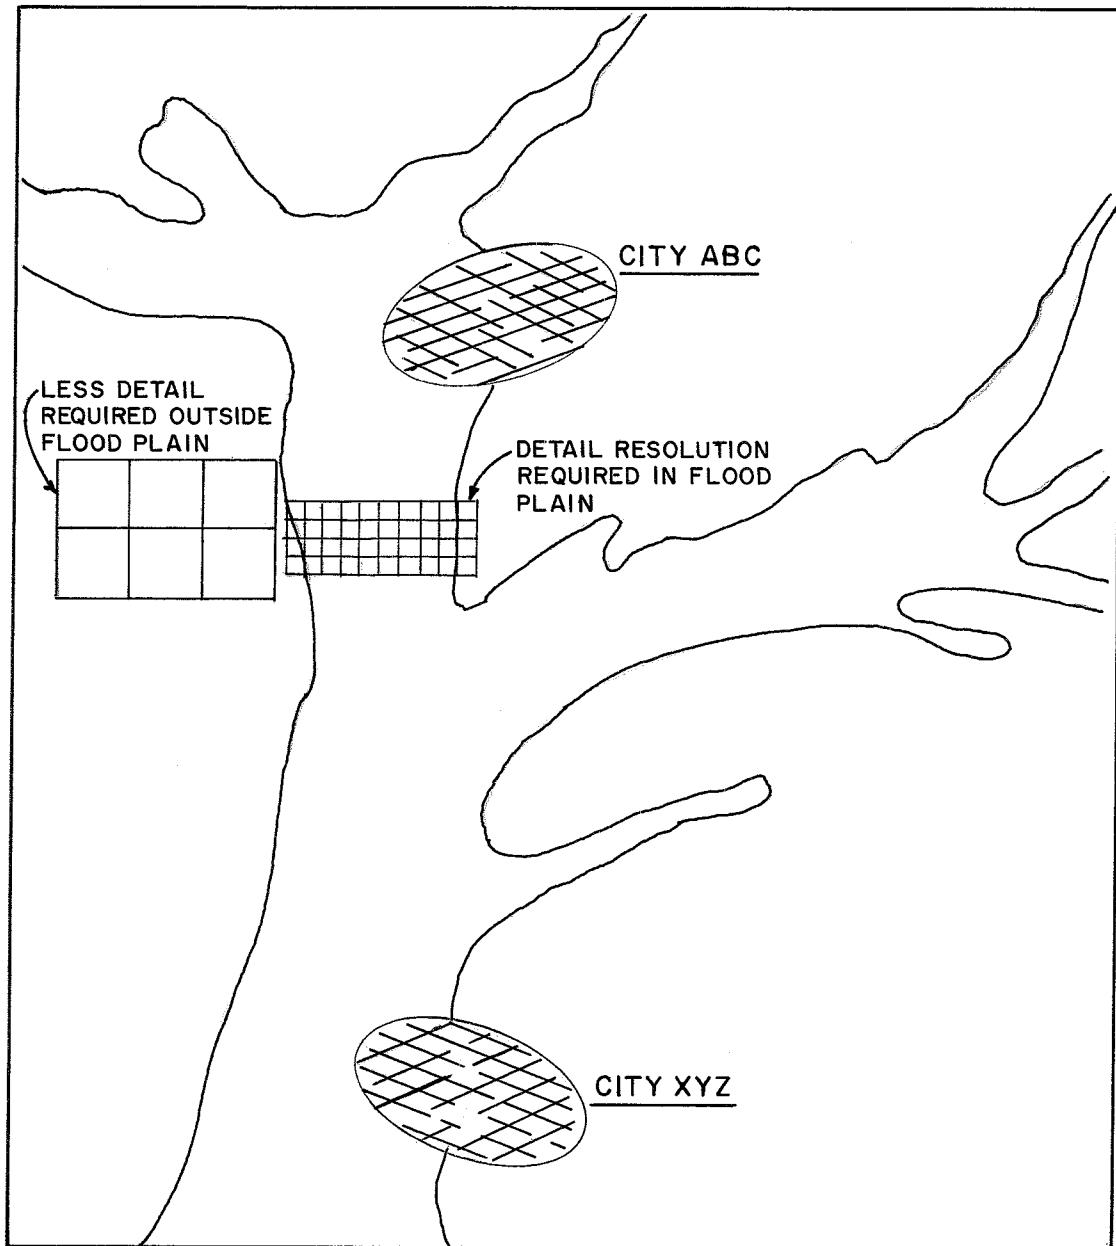 CITY ABC
LESS DETAIL
REQUIRED OUTSIDE
FLOOD PLAIN
DETAIL RESOLUTION
REQUIRED IN FLOOD
PLAIN
CITY XYZ